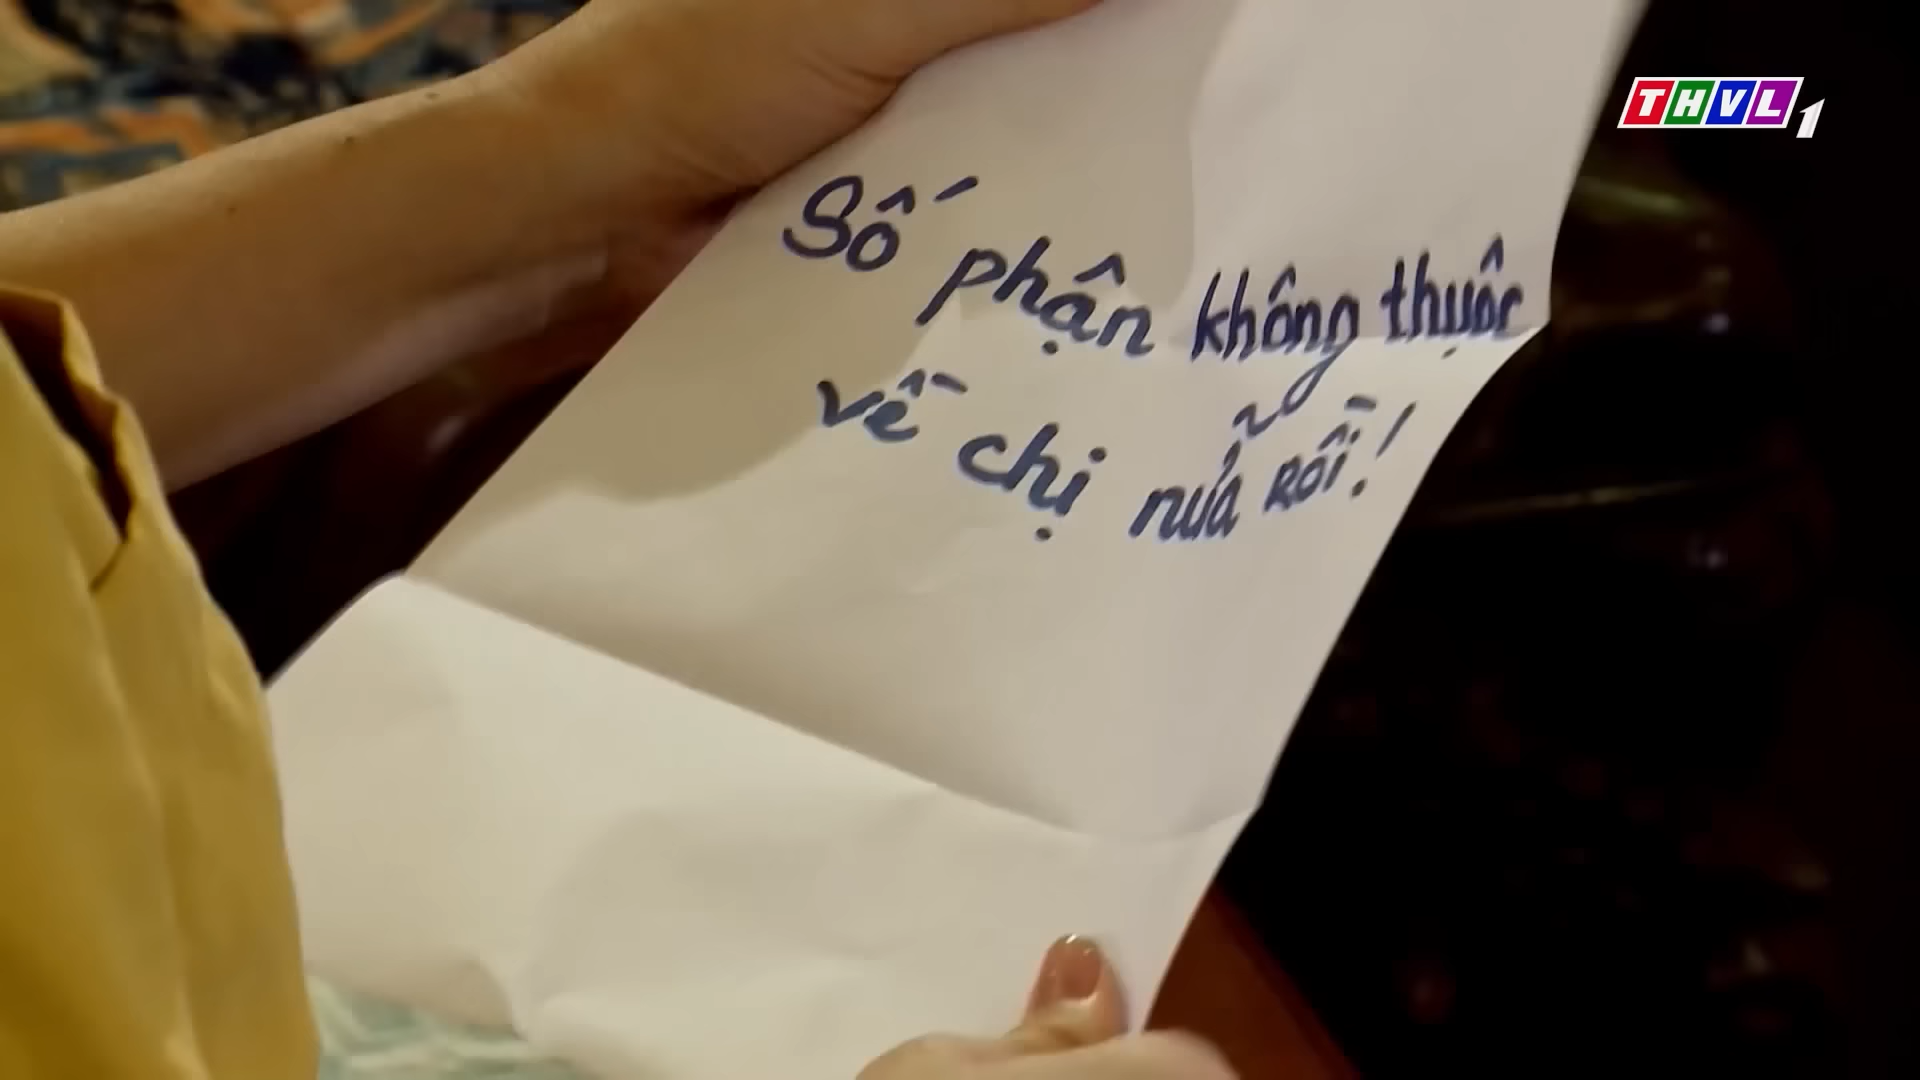 THVL1
Số phận không thuộc
về chị nữa rồi!